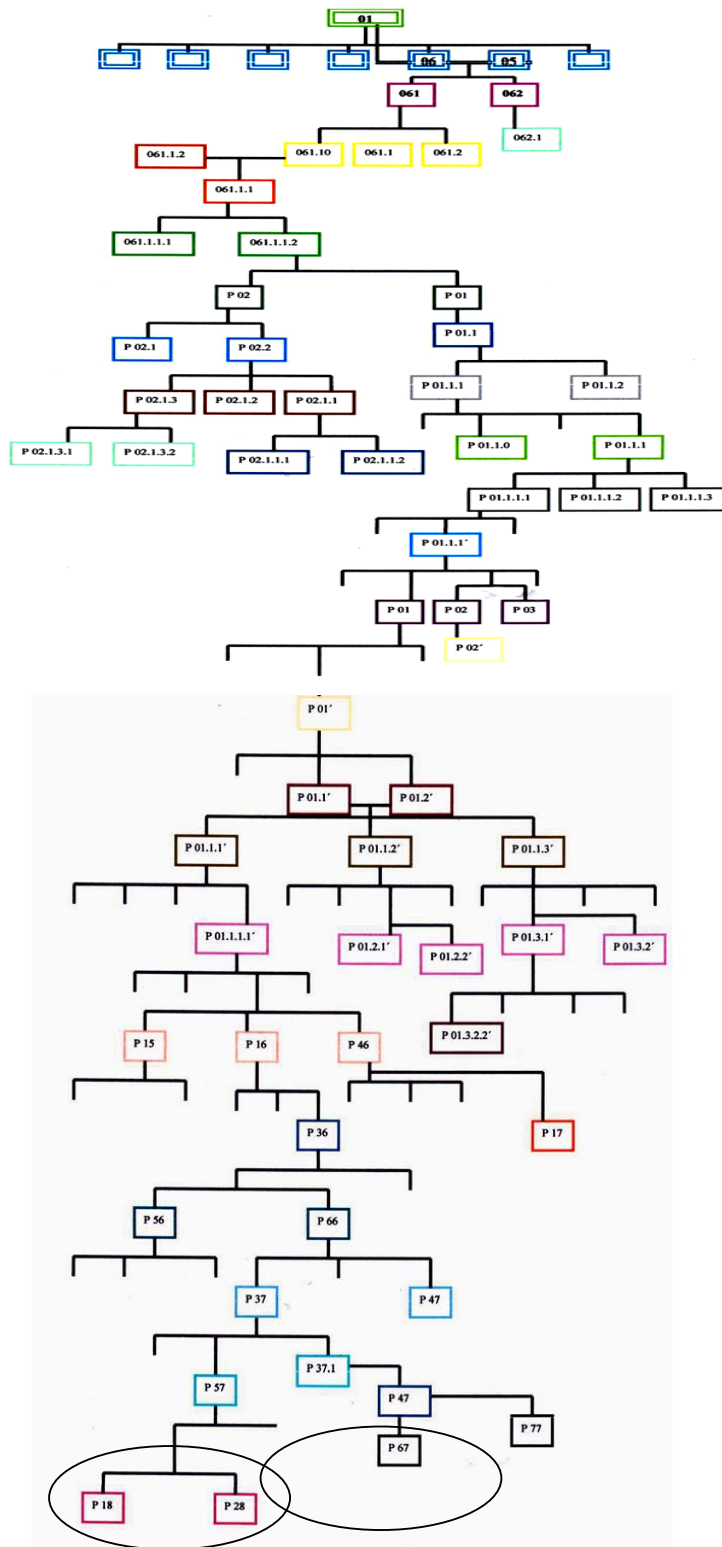 01
06
05
061
062
062.1
061.1.2
061.10
061.1
061.2
061.1.1
061.1.1.1
061.1.1.2
P 02
P 01
P 02.1
P 02.2
P 01.1
P 02.1.3
P 02.1.2
P 02.1.1
P 01.1.1
P 01.1.2
P 02.1.3.1
P 02.1.3.2
P 02.1.1.1
P 02.1.1.2
P 01.1.0
P 01.1.1
P 01.1.1.1
P 01.1.1.2
P 01.1.1.3
P 01.1.1´
P 01
P 02
P 03
P 02´
P 01´
P 01.1´
P 01.2´
P 01.1.1´
P 01.1.2´
P 01.1.3´
P 01.1.1.1´
P 01.2.1´
P 01.2.2´
P 01.3.1´
P 01.3.2´
P 01.3.2.2´
P 15
P 16
P 46
P 36
P 17
P 56
P 66
P 37
P 47
P 57
P 37.1
P 47
P 67
P 77
P 18
P 28